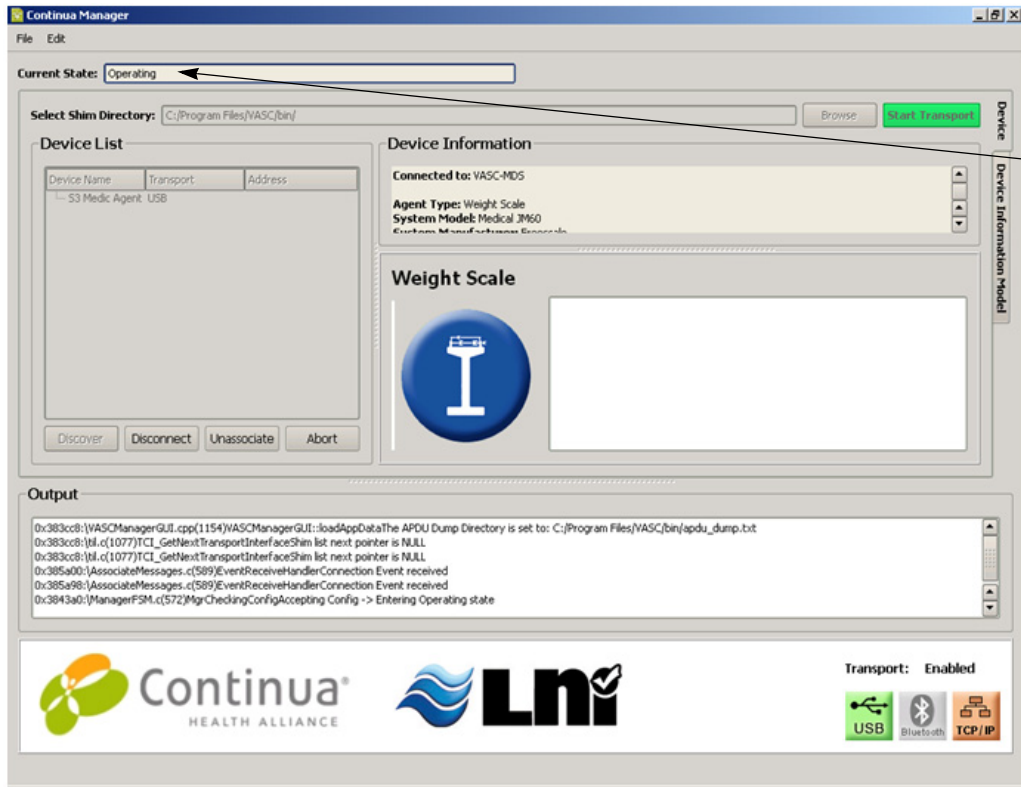 Continua Manager
File Edit
Current State: Operating
Select Shim Directory: C:/Program Files/VASC/bin/ Browse Start Transport
Device
Device Information Model
Device List
Device Name Transport Address
S3 Medic Agent USB
Discover Disconnect Unassociate Abort
Device Information
Connected to: VASC-MDS
Agent Type: Weight Scale
System Model: Medical JM60
System Manufacturer: Freescale
Weight Scale
Output
0x383cc8:\VASCManagerGUI.cpp(1154)VASCManagerGUI::loadAppDataThe APDU Dump Directory is set to: C:/Program Files/VASC/bin/apdu_dump.txt
0x383cc8:\til.c(1077)TCI_GetNextTransportInterfaceShim list next pointer is NULL
0x383cc8:\til.c(1077)TCI_GetNextTransportInterfaceShim list next pointer is NULL
0x385a00:\AssociateMessages.c(589)EventReceiveHandlerConnection Event received
0x385a98:\AssociateMessages.c(589)EventReceiveHandlerConnection Event received
0x3843a0:\ManagerFSM.c(572)MgrCheckingConfigAccepting Config -> Entering Operating state
Continua®
HEALTH ALLIANCE
LNI
Transport: Enabled
USB Bluetooth TCP/IP